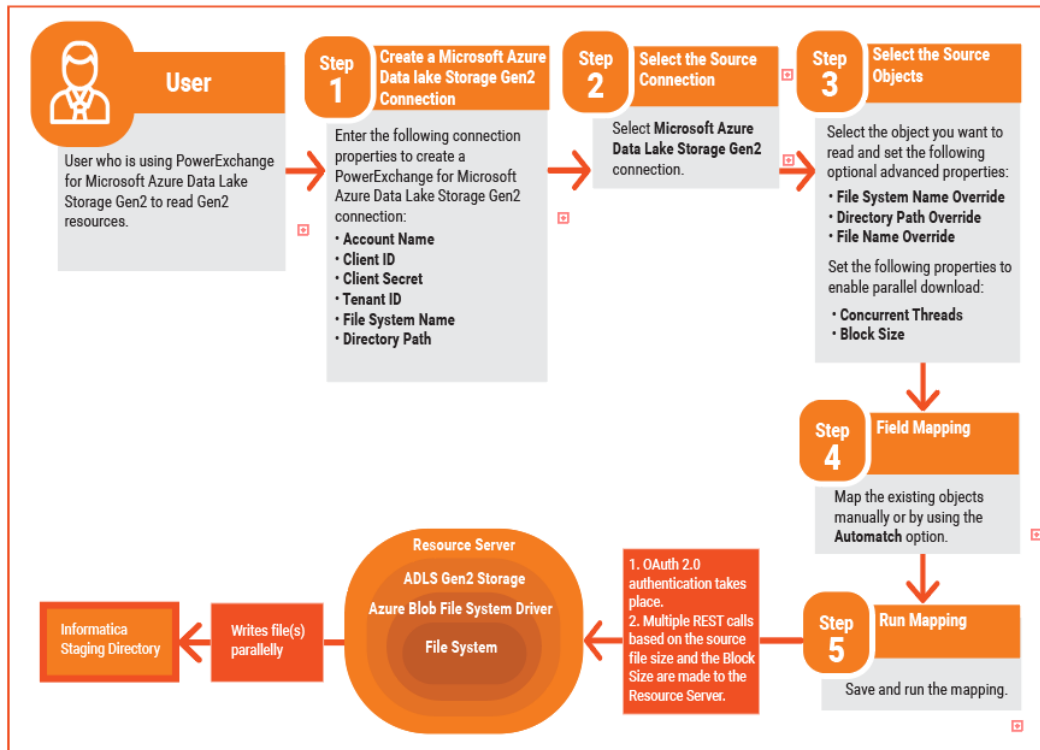 User
User who is using PowerExchange
for Microsoft Azure Data Lake
Storage Gen2 to read Gen2
resources.
Step
1
Create a Microsoft Azure
Data lake Storage Gen2
Connection
Enter the following connection
properties to create a
PowerExchange for Microsoft
Azure Data Lake Storage Gen2
connection:
• Account Name
• Client ID
• Client Secret
• Tenant ID
• File System Name
• Directory Path
Step
2
Select the Source
Connection
Select Microsoft Azure
Data Lake Storage Gen2
connection.
Step
3
Select the Source
Objects
Select the object you want to
read and set the following
optional advanced properties:
• File System Name Override
• Directory Path Override
• File Name Override
Set the following properties to
enable parallel download:
• Concurrent Threads
• Block Size
Step
4
Field Mapping
Map the existing objects
manually or by using the
Automatch option.
Step
5
Run Mapping
Save and run the mapping.
1. OAuth 2.0
authentication takes
place.
2. Multiple REST calls
based on the source
file size and the Block
Size are made to the
Resource Server.
Resource Server
ADLS Gen2 Storage
Azure Blob File System Driver
File System
Writes file(s)
parallelly
Informatica
Staging Directory